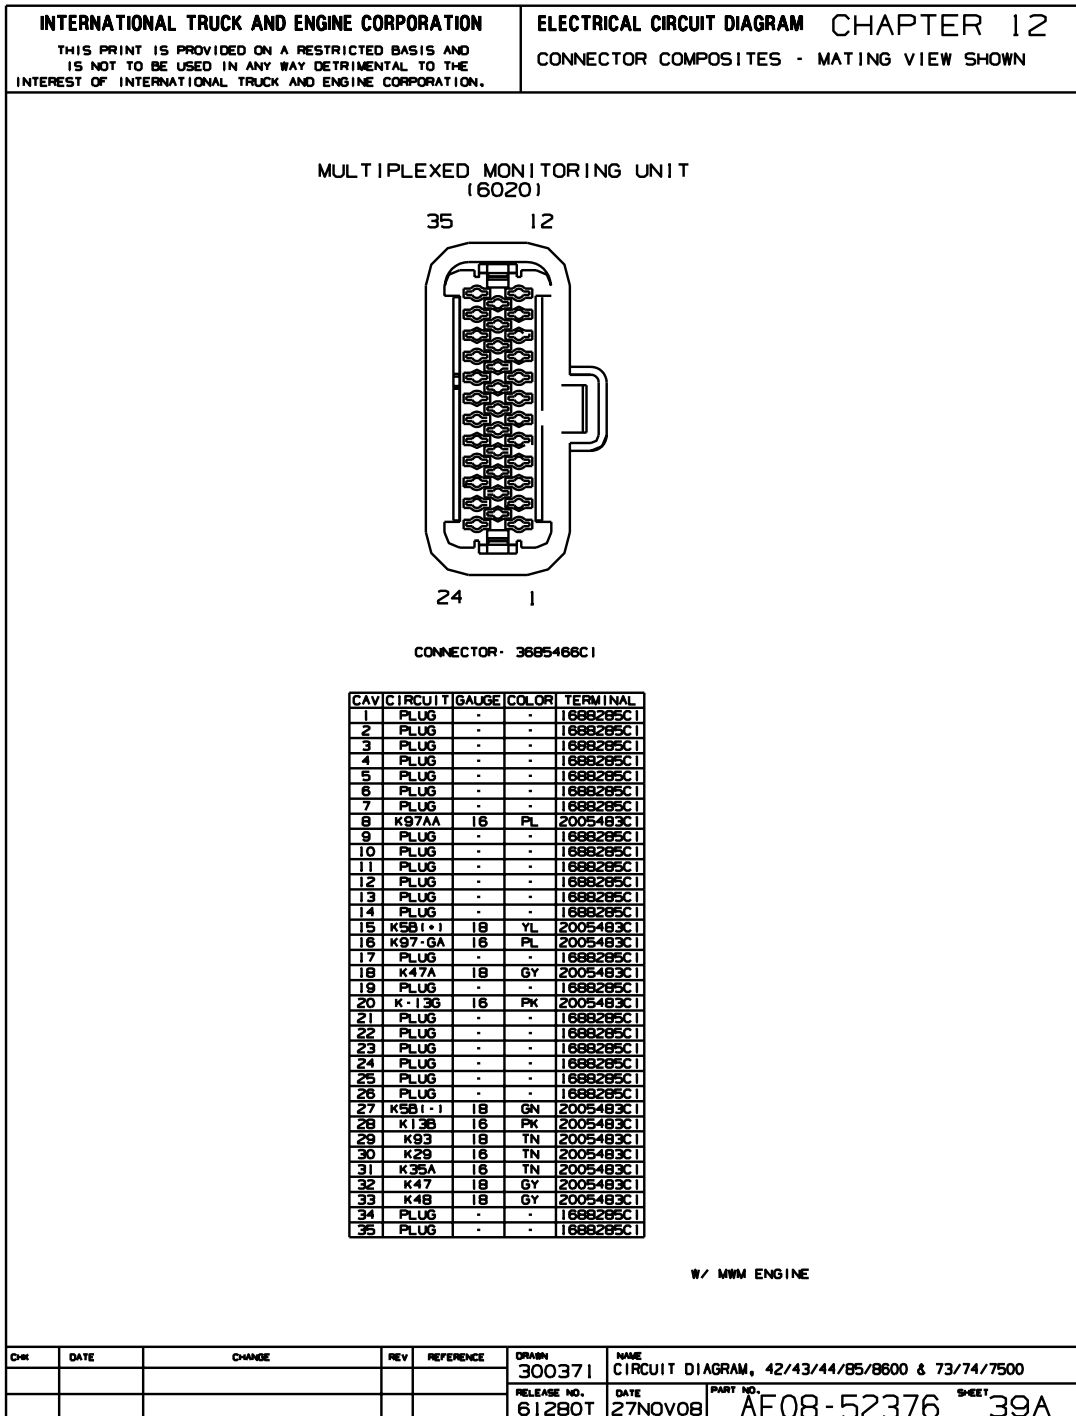 INTERNATIONAL TRUCK AND ENGINE CORPORATION
THIS PRINT IS PROVIDED ON A RESTRICTED BASIS AND
IS NOT TO BE USED IN ANY WAY DETRIMENTAL TO THE
INTEREST OF INTERNATIONAL TRUCK AND ENGINE CORPORATION.
ELECTRICAL CIRCUIT DIAGRAM CHAPTER 12
CONNECTOR COMPOSITES - MATING VIEW SHOWN
MULTIPLEXED MONITORING UNIT
(6020)
35 12
24 1
CONNECTOR- 3685466C1
CAV CIRCUIT GAUGE COLOR TERMINAL
1 PLUG - - 1688285C1
2 PLUG - - 1688285C1
3 PLUG - - 1688285C1
4 PLUG - - 1688285C1
5 PLUG - - 1688285C1
6 PLUG - - 1688285C1
7 PLUG - - 1688285C1
8 K97AA 16 PL 2005483C1
9 PLUG - - 1688285C1
10 PLUG - - 1688285C1
11 PLUG - - 1688285C1
12 PLUG - - 1688285C1
13 PLUG - - 1688285C1
14 PLUG - - 1688285C1
15 K5B(+) 18 YL 2005483C1
16 K97-GA 16 PL 2005483C1
17 PLUG - - 1688285C1
18 K47A 18 GY 2005483C1
19 PLUG - - 1688285C1
20 K-13G 16 PK 2005483C1
21 PLUG - - 1688285C1
22 PLUG - - 1688285C1
23 PLUG - - 1688285C1
24 PLUG - - 1688285C1
25 PLUG - - 1688285C1
26 PLUG - - 1688285C1
27 K5B(-) 18 GN 2005483C1
28 K13B 16 PK 2005483C1
29 K93 18 TN 2005483C1
30 K29 16 TN 2005483C1
31 K35A 16 TN 2005483C1
32 K47 18 GY 2005483C1
33 K48 18 GY 2005483C1
34 PLUG - - 1688285C1
35 PLUG - - 1688285C1
W/ MWM ENGINE
CHK DATE CHANGE REV REFERENCE
DRAWN
300371
NAME
CIRCUIT DIAGRAM, 42/43/44/85/8600 & 73/74/7500
RELEASE NO.
61280T
DATE
27NOV08
PART NO.
AE08-52376
SHEET
39A